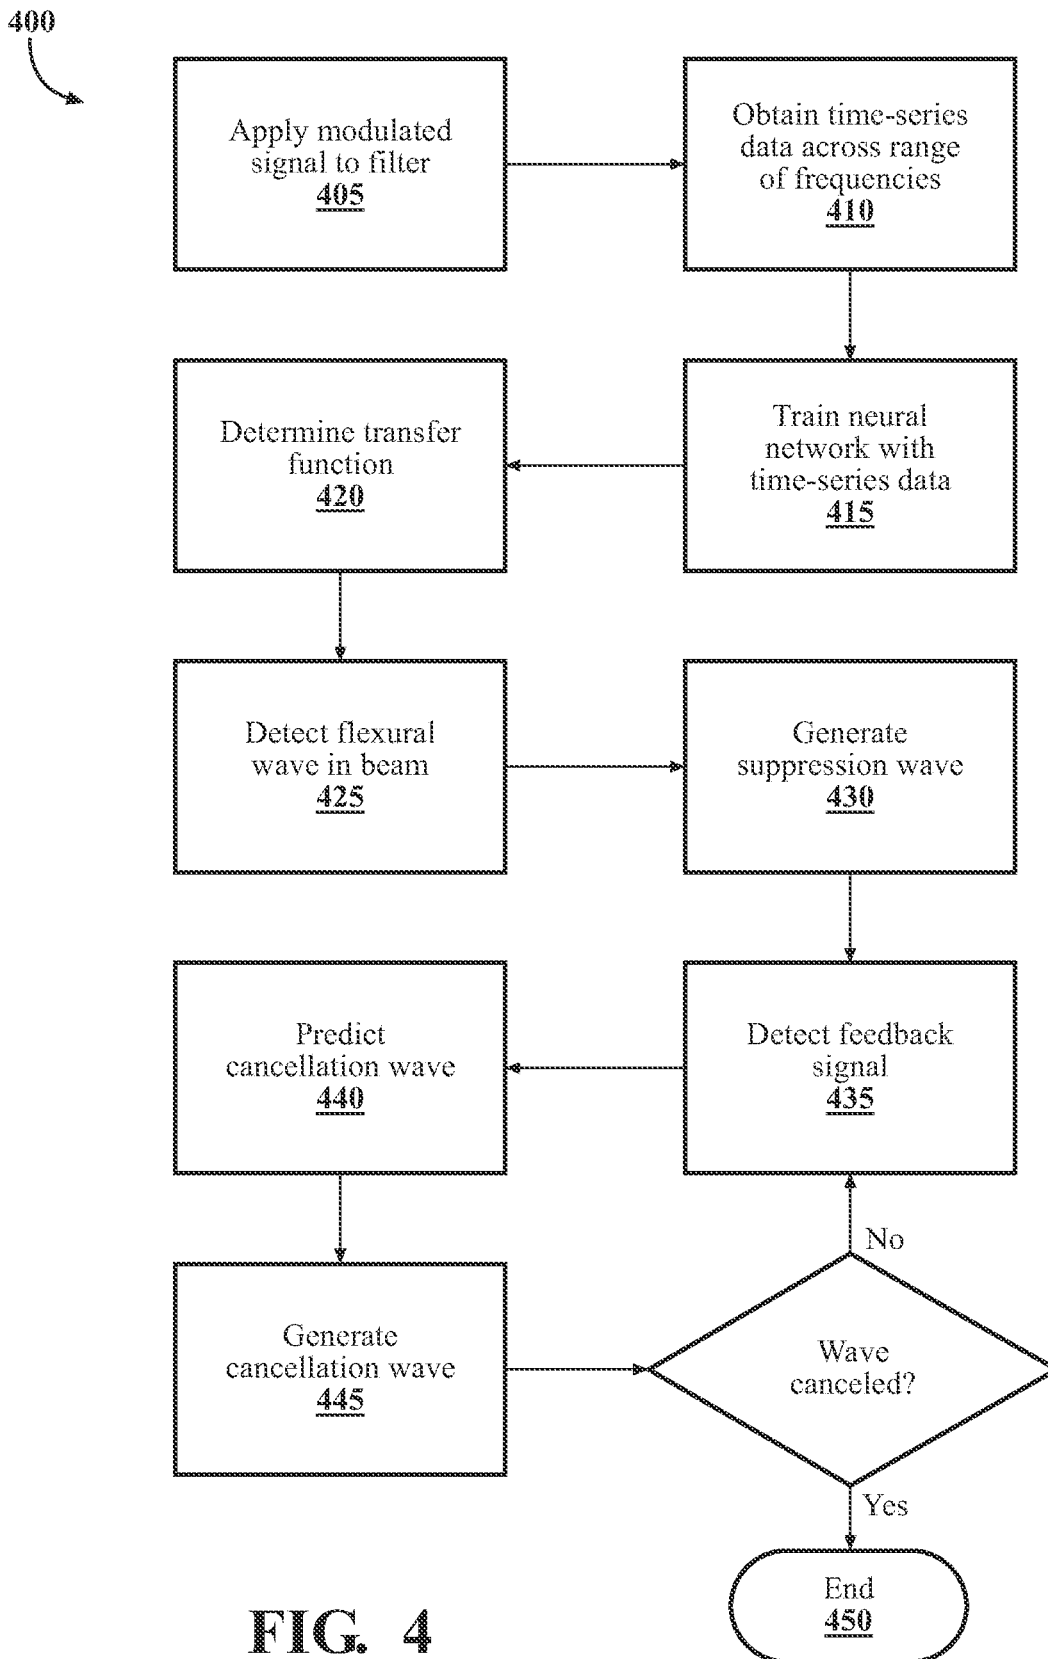 400
Apply modulated
signal to filter
405
Obtain time-series
data across range
of frequencies
410
Train neural
network with
time-series data
415
Determine transfer
function
420
Detect flexural
wave in beam
425
Generate
suppression wave
430
Detect feedback
signal
435
Predict
cancellation wave
440
Generate
cancellation wave
445
Wave
canceled?
No
Yes
End
450
FIG. 4